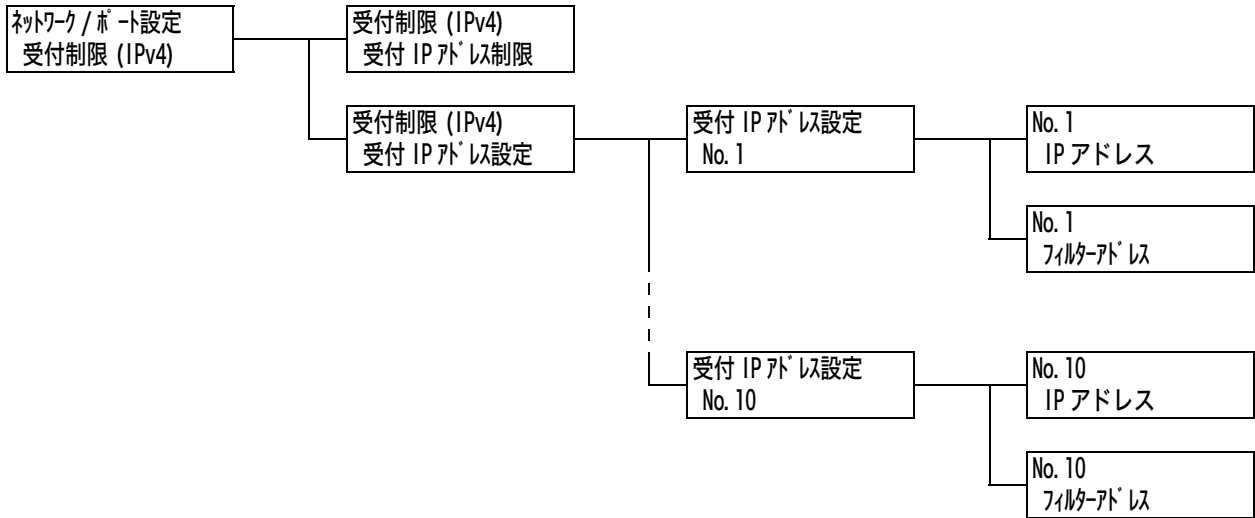 ﾈｯﾄﾜｰｸ / ﾎﾟｰﾄ設定
受付制限 (IPv4)
受付制限 (IPv4)
受付 IP ｱﾄﾞﾚｽ制限
受付制限 (IPv4)
受付 IP ｱﾄﾞﾚｽ設定
受付 IP ｱﾄﾞﾚｽ設定
No. 1
No. 1
IP アドレス
No. 1
ﾌｨﾙﾀｰｱﾄﾞﾚｽ
受付 IP ｱﾄﾞﾚｽ設定
No. 10
No. 10
IP アドレス
No. 10
ﾌｨﾙﾀｰｱﾄﾞﾚｽ